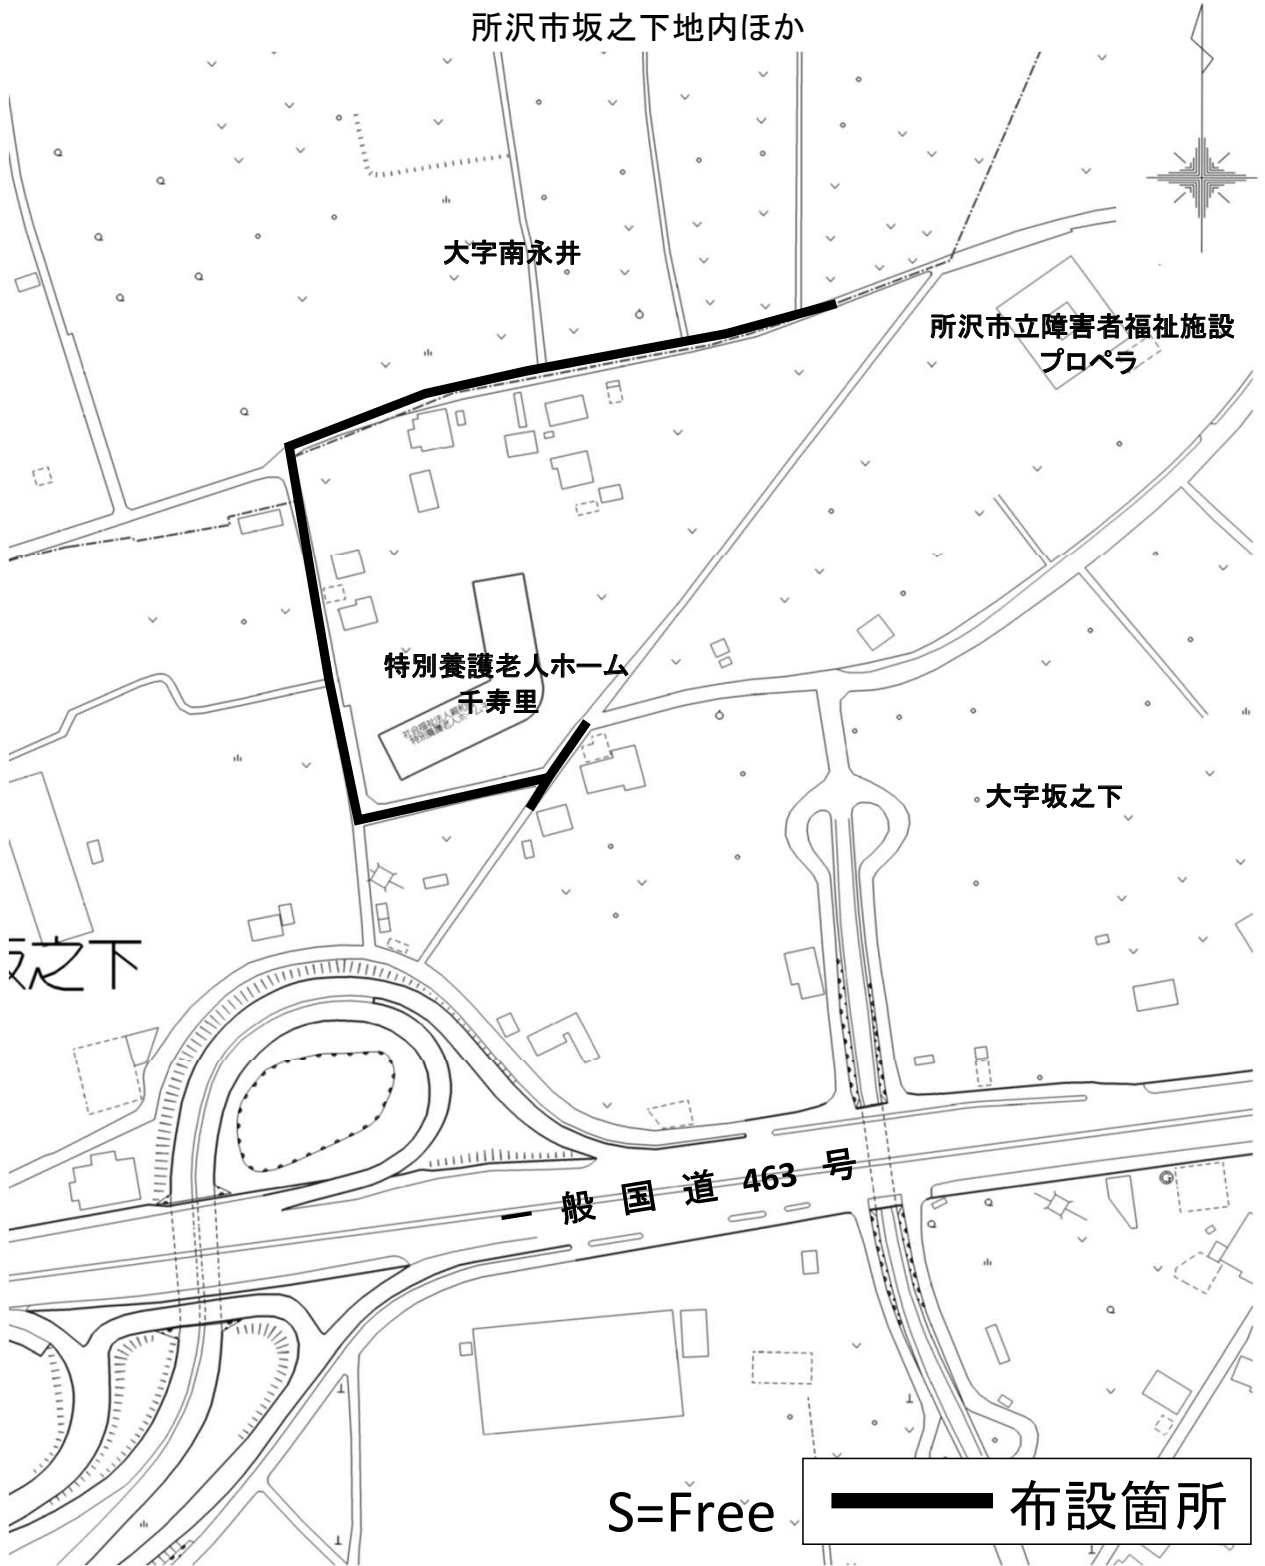 所沢市坂之下地内ほか
大字南永井
所沢市立障害者福祉施設
プロペラ
特別養護老人ホーム
千寿里
大字坂之下
坂之下
一般国道463号
S=Free
布設箇所